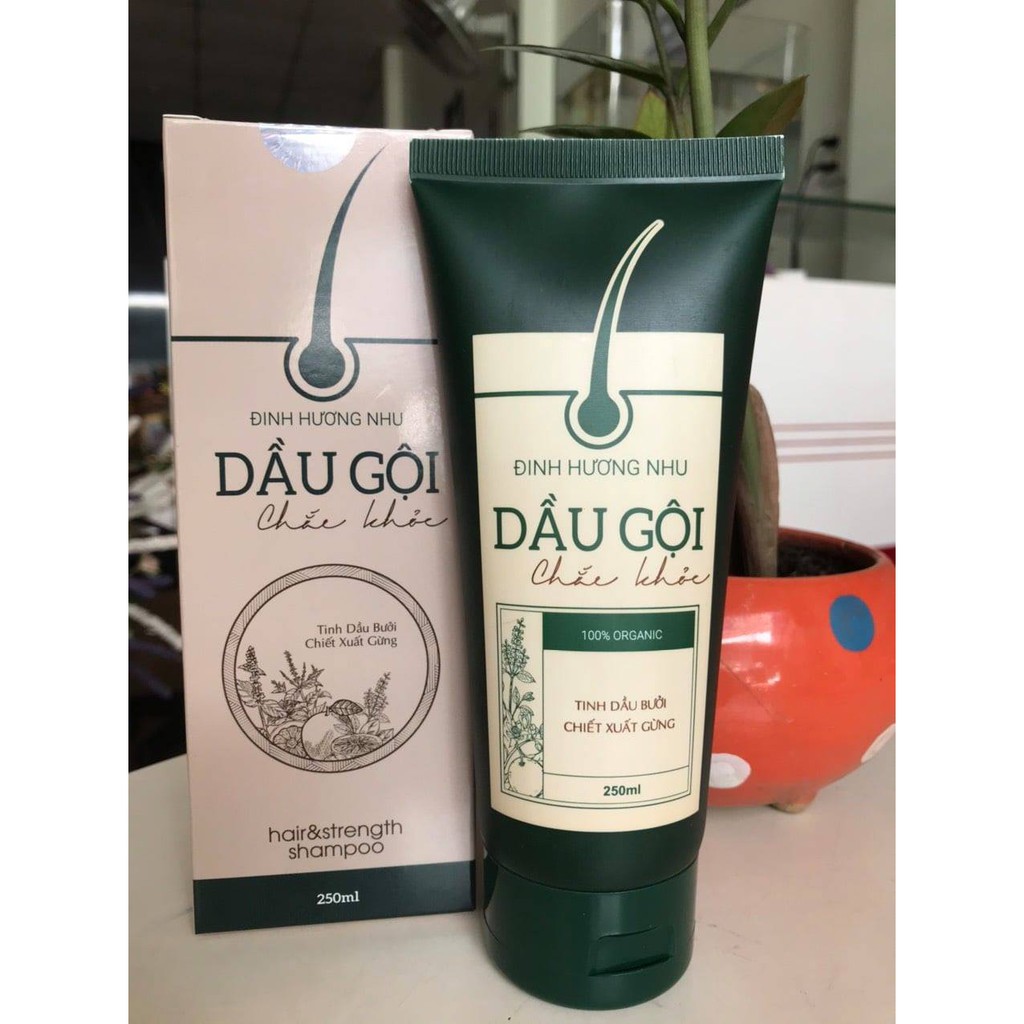 ĐINH HƯƠNG NHU
DẦU GỘI
Chắc khỏe
Tinh Dầu Bưởi
Chiết Xuất Gừng
hair&strength
shampoo
250ml
ĐINH HƯƠNG NHU
DẦU GỘI
Chắc khỏe
100% ORGANIC
TINH DẦU BƯỞI
CHIẾT XUẤT GỪNG
250ml